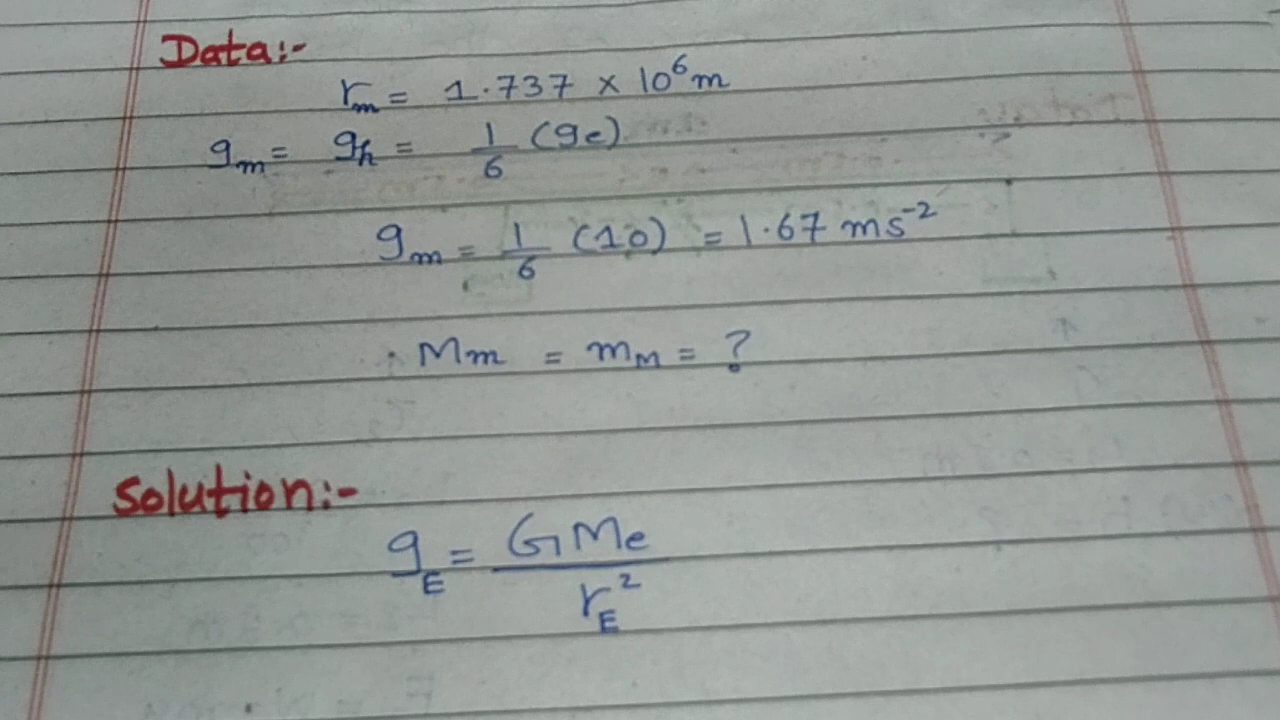 Data:-
rₘ = 1.737 × 10⁶ m
gₘ = gₕ = 1/6 (ge)
gₘ = 1/6 (10) = 1.67 ms⁻²
Mm = mM = ?
Solution:-
gE = GMe / rE²